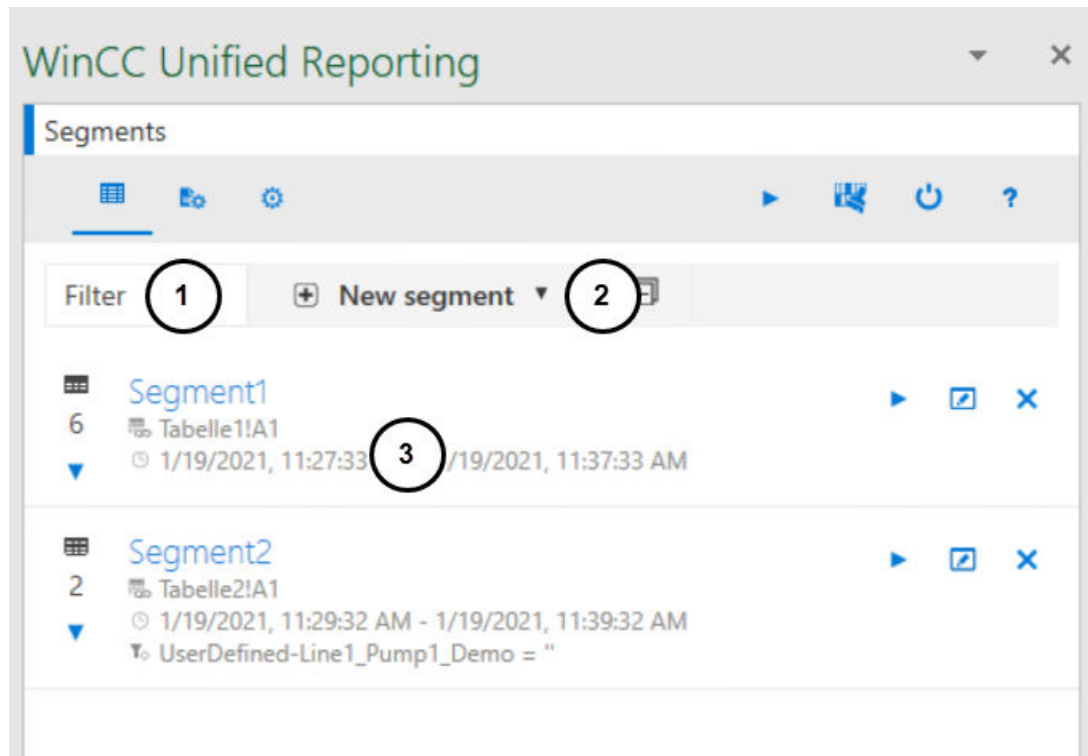 WinCC Unified Reporting
Segments
?
Filter 1 New segment 2
Segment1
6 Tabelle1!A1
1/19/2021, 11:27:33 3 /19/2021, 11:37:33 AM
Segment2
2 Tabelle2!A1
1/19/2021, 11:29:32 AM - 1/19/2021, 11:39:32 AM
UserDefined-Line1_Pump1_Demo = ''